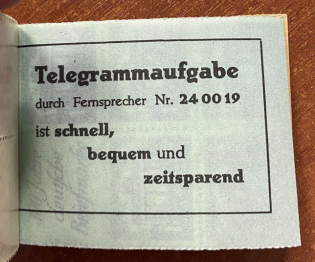 Telegrammaufgabe
durch Fernsprecher Nr. 24 00 19
ist schnell,
bequem und
zeitsparend